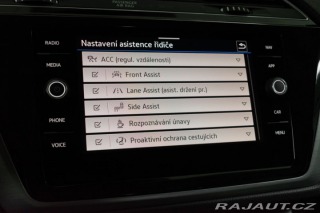 Nastavení asistence řidiče
RADIO
NAV
ACC (regul. vzdálenosti)
MEDIA
Front Assist
APP
Lane Assist (asist. držení pr.)
Side Assist
CAR
PHONE
Rozpoznávání únavy
MENU
VOICE
Proaktivní ochrana cestujících
RAJAUT.CZ